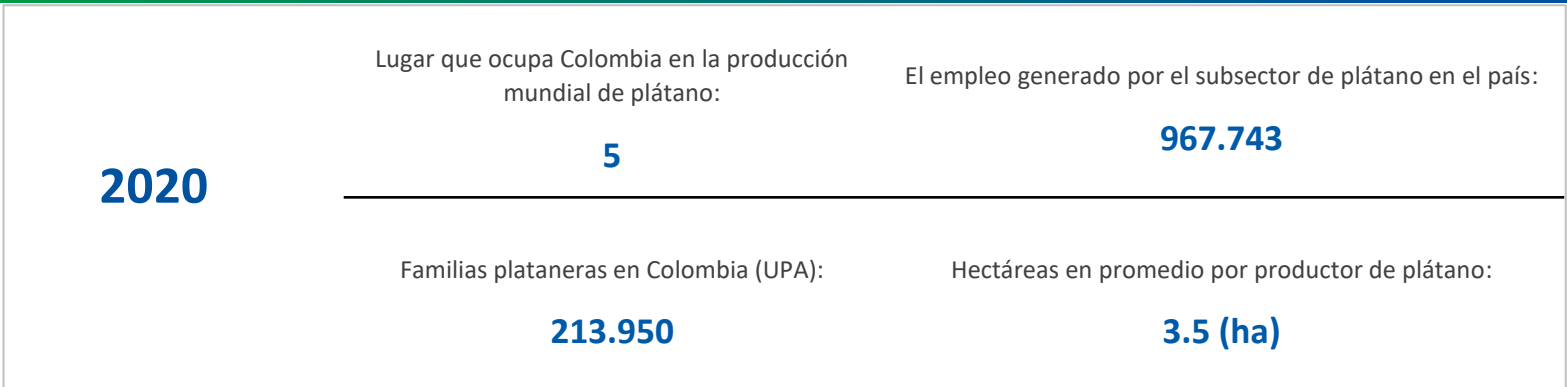 2020
Lugar que ocupa Colombia en la producción
mundial de plátano:
5
El empleo generado por el subsector de plátano en el país:
967.743
Familias plataneras en Colombia (UPA):
213.950
Hectáreas en promedio por productor de plátano:
3.5 (ha)